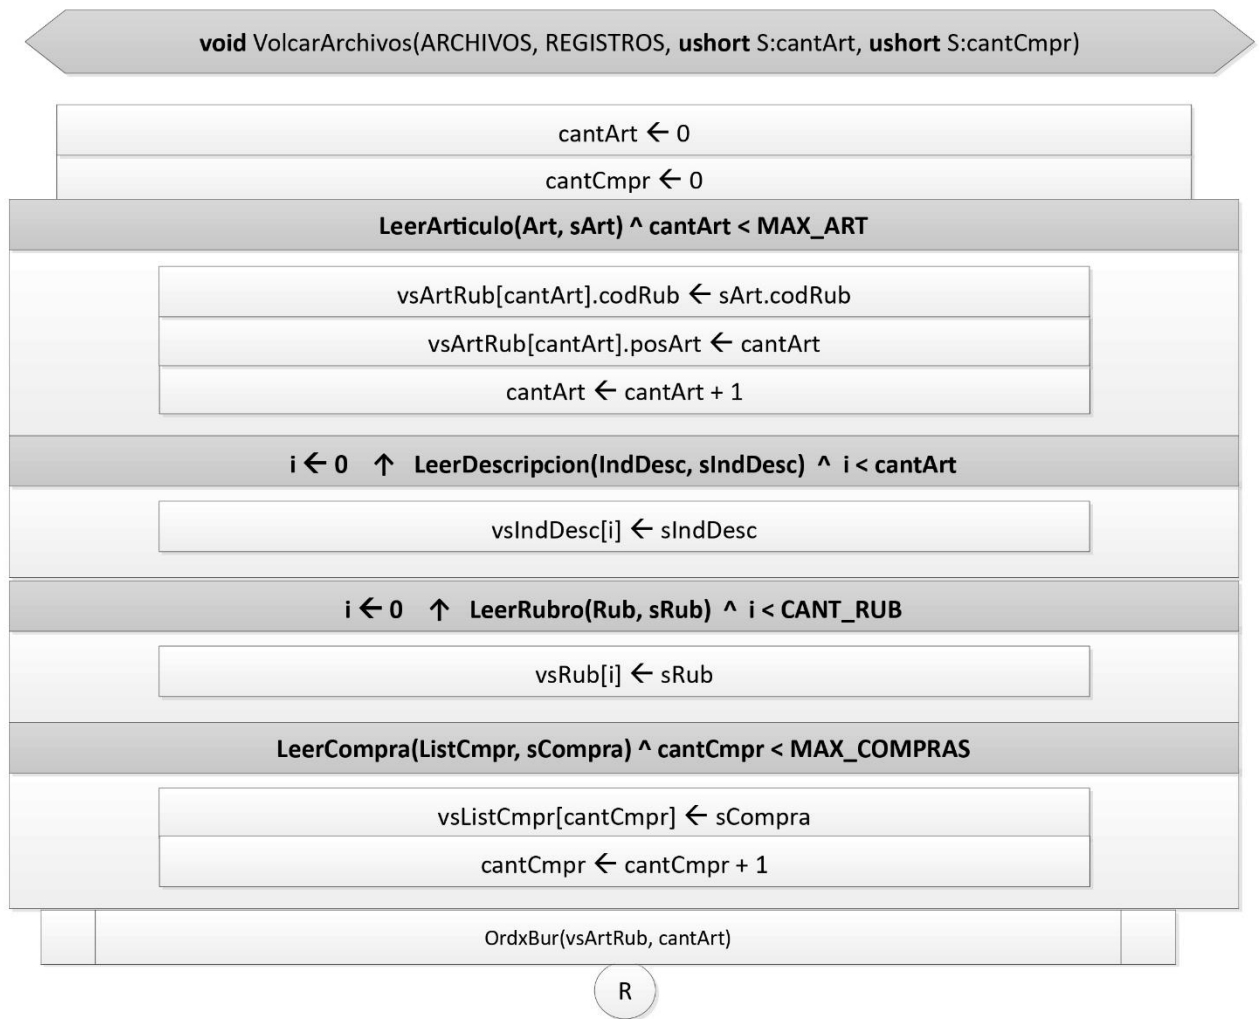 void VolcarArchivos(ARCHIVOS, REGISTROS, ushort S:cantArt, ushort S:cantCmpr)
cantArt ← 0
cantCmpr ← 0
LeerArticulo(Art, sArt) ^ cantArt < MAX_ART
vsArtRub[cantArt].codRub ← sArt.codRub
vsArtRub[cantArt].posArt ← cantArt
cantArt ← cantArt + 1
i ← 0 ↑ LeerDescripcion(IndDesc, sIndDesc) ^ i < cantArt
vsIndDesc[i] ← sIndDesc
i ← 0 ↑ LeerRubro(Rub, sRub) ^ i < CANT_RUB
vsRub[i] ← sRub
LeerCompra(ListCmpr, sCompra) ^ cantCmpr < MAX_COMPRAS
vsListCmpr[cantCmpr] ← sCompra
cantCmpr ← cantCmpr + 1
OrdxBur(vsArtRub, cantArt)
R